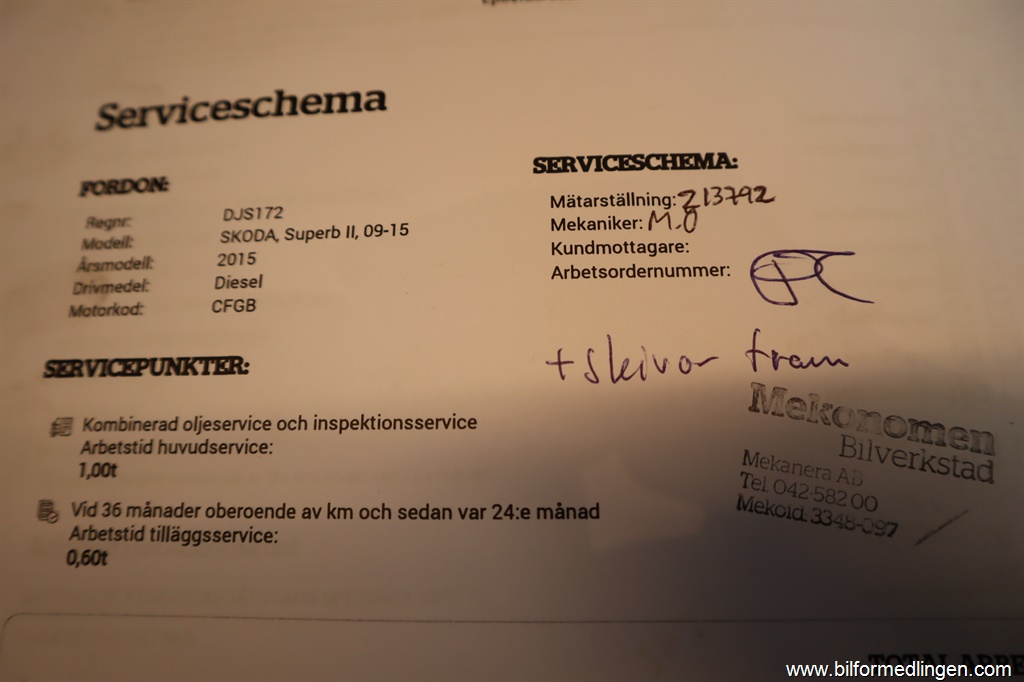 Serviceschema
FORDON:
Regnr: DJS172
Modell: SKODA, Superb II, 09-15
Årsmodell: 2015
Drivmedel: Diesel
Motorkod: CFGB
SERVICESCHEMA:
Mätarställning: 213792
Mekaniker: M.O
Kundmottagare:
Arbetsordernummer:
+ skivor fram
Mekonomen
Bilverkstad
Mekanera AB
Tel. 042-582 00
MekoId. 3348-097
SERVICEPUNKTER:
Kombinerad oljeservice och inspektionsservice
Arbetstid huvudservice:
1,00t
Vid 36 månader oberoende av km och sedan var 24:e månad
Arbetstid tilläggsservice:
0,60t
www.bilformedlingen.com